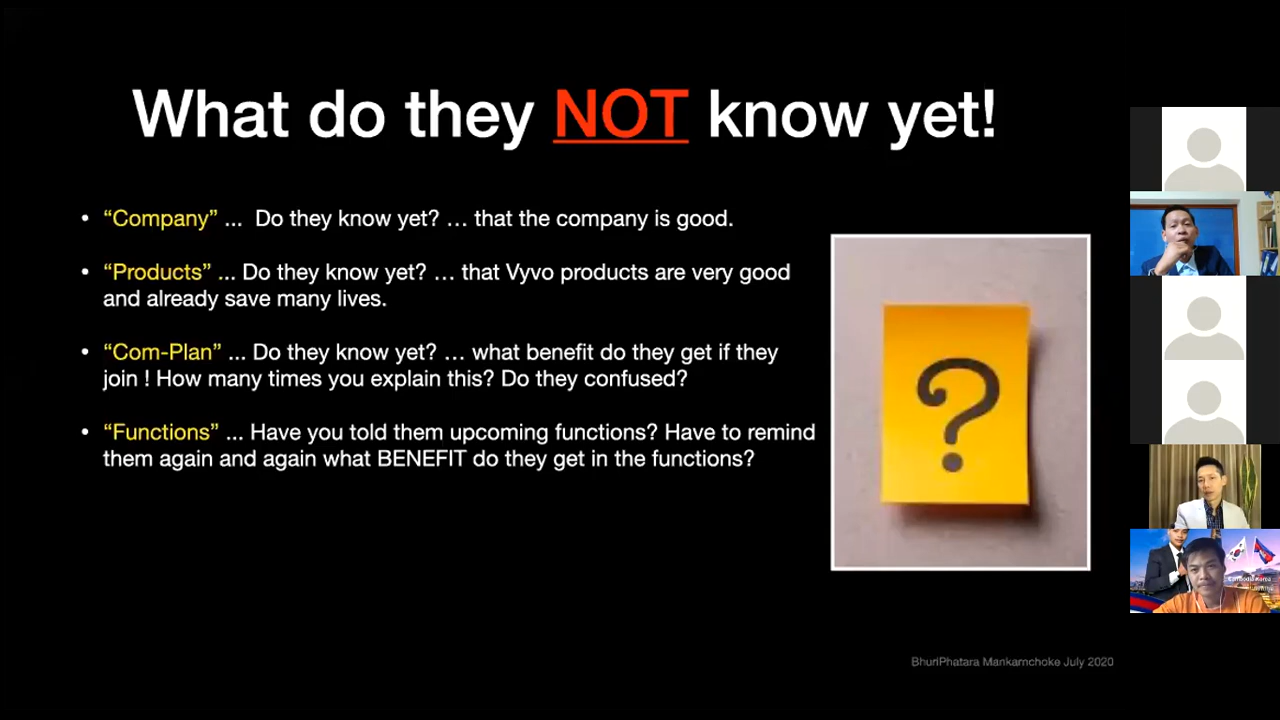 What do they NOT know yet!
• “Company” ... Do they know yet? … that the company is good.
• “Products” ... Do they know yet? … that Vyvo products are very good
and already save many lives.
• “Com-Plan” ... Do they know yet? … what benefit do they get if they
join ! How many times you explain this? Do they confused?
• “Functions” ... Have you told them upcoming functions? Have to remind
them again and again what BENEFIT do they get in the functions?
?
Cambodia Korea
BhuriPhatara Mankarnchoke July 2020